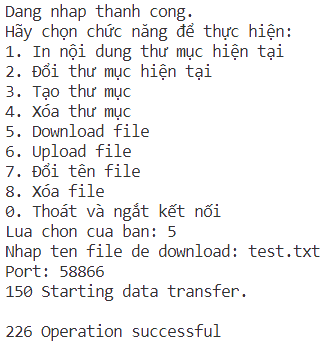 Dang nhap thanh cong.
Hãy chọn chức năng để thực hiện:
1. In nội dung thư mục hiện tại
2. Đổi thư mục hiện tại
3. Tạo thư mục
4. Xóa thư mục
5. Download file
6. Upload file
7. Đổi tên file
8. Xóa file
0. Thoát và ngắt kết nối
Lua chon cua ban: 5
Nhap ten file de download: test.txt
Port: 58866
150 Starting data transfer.
226 Operation successful